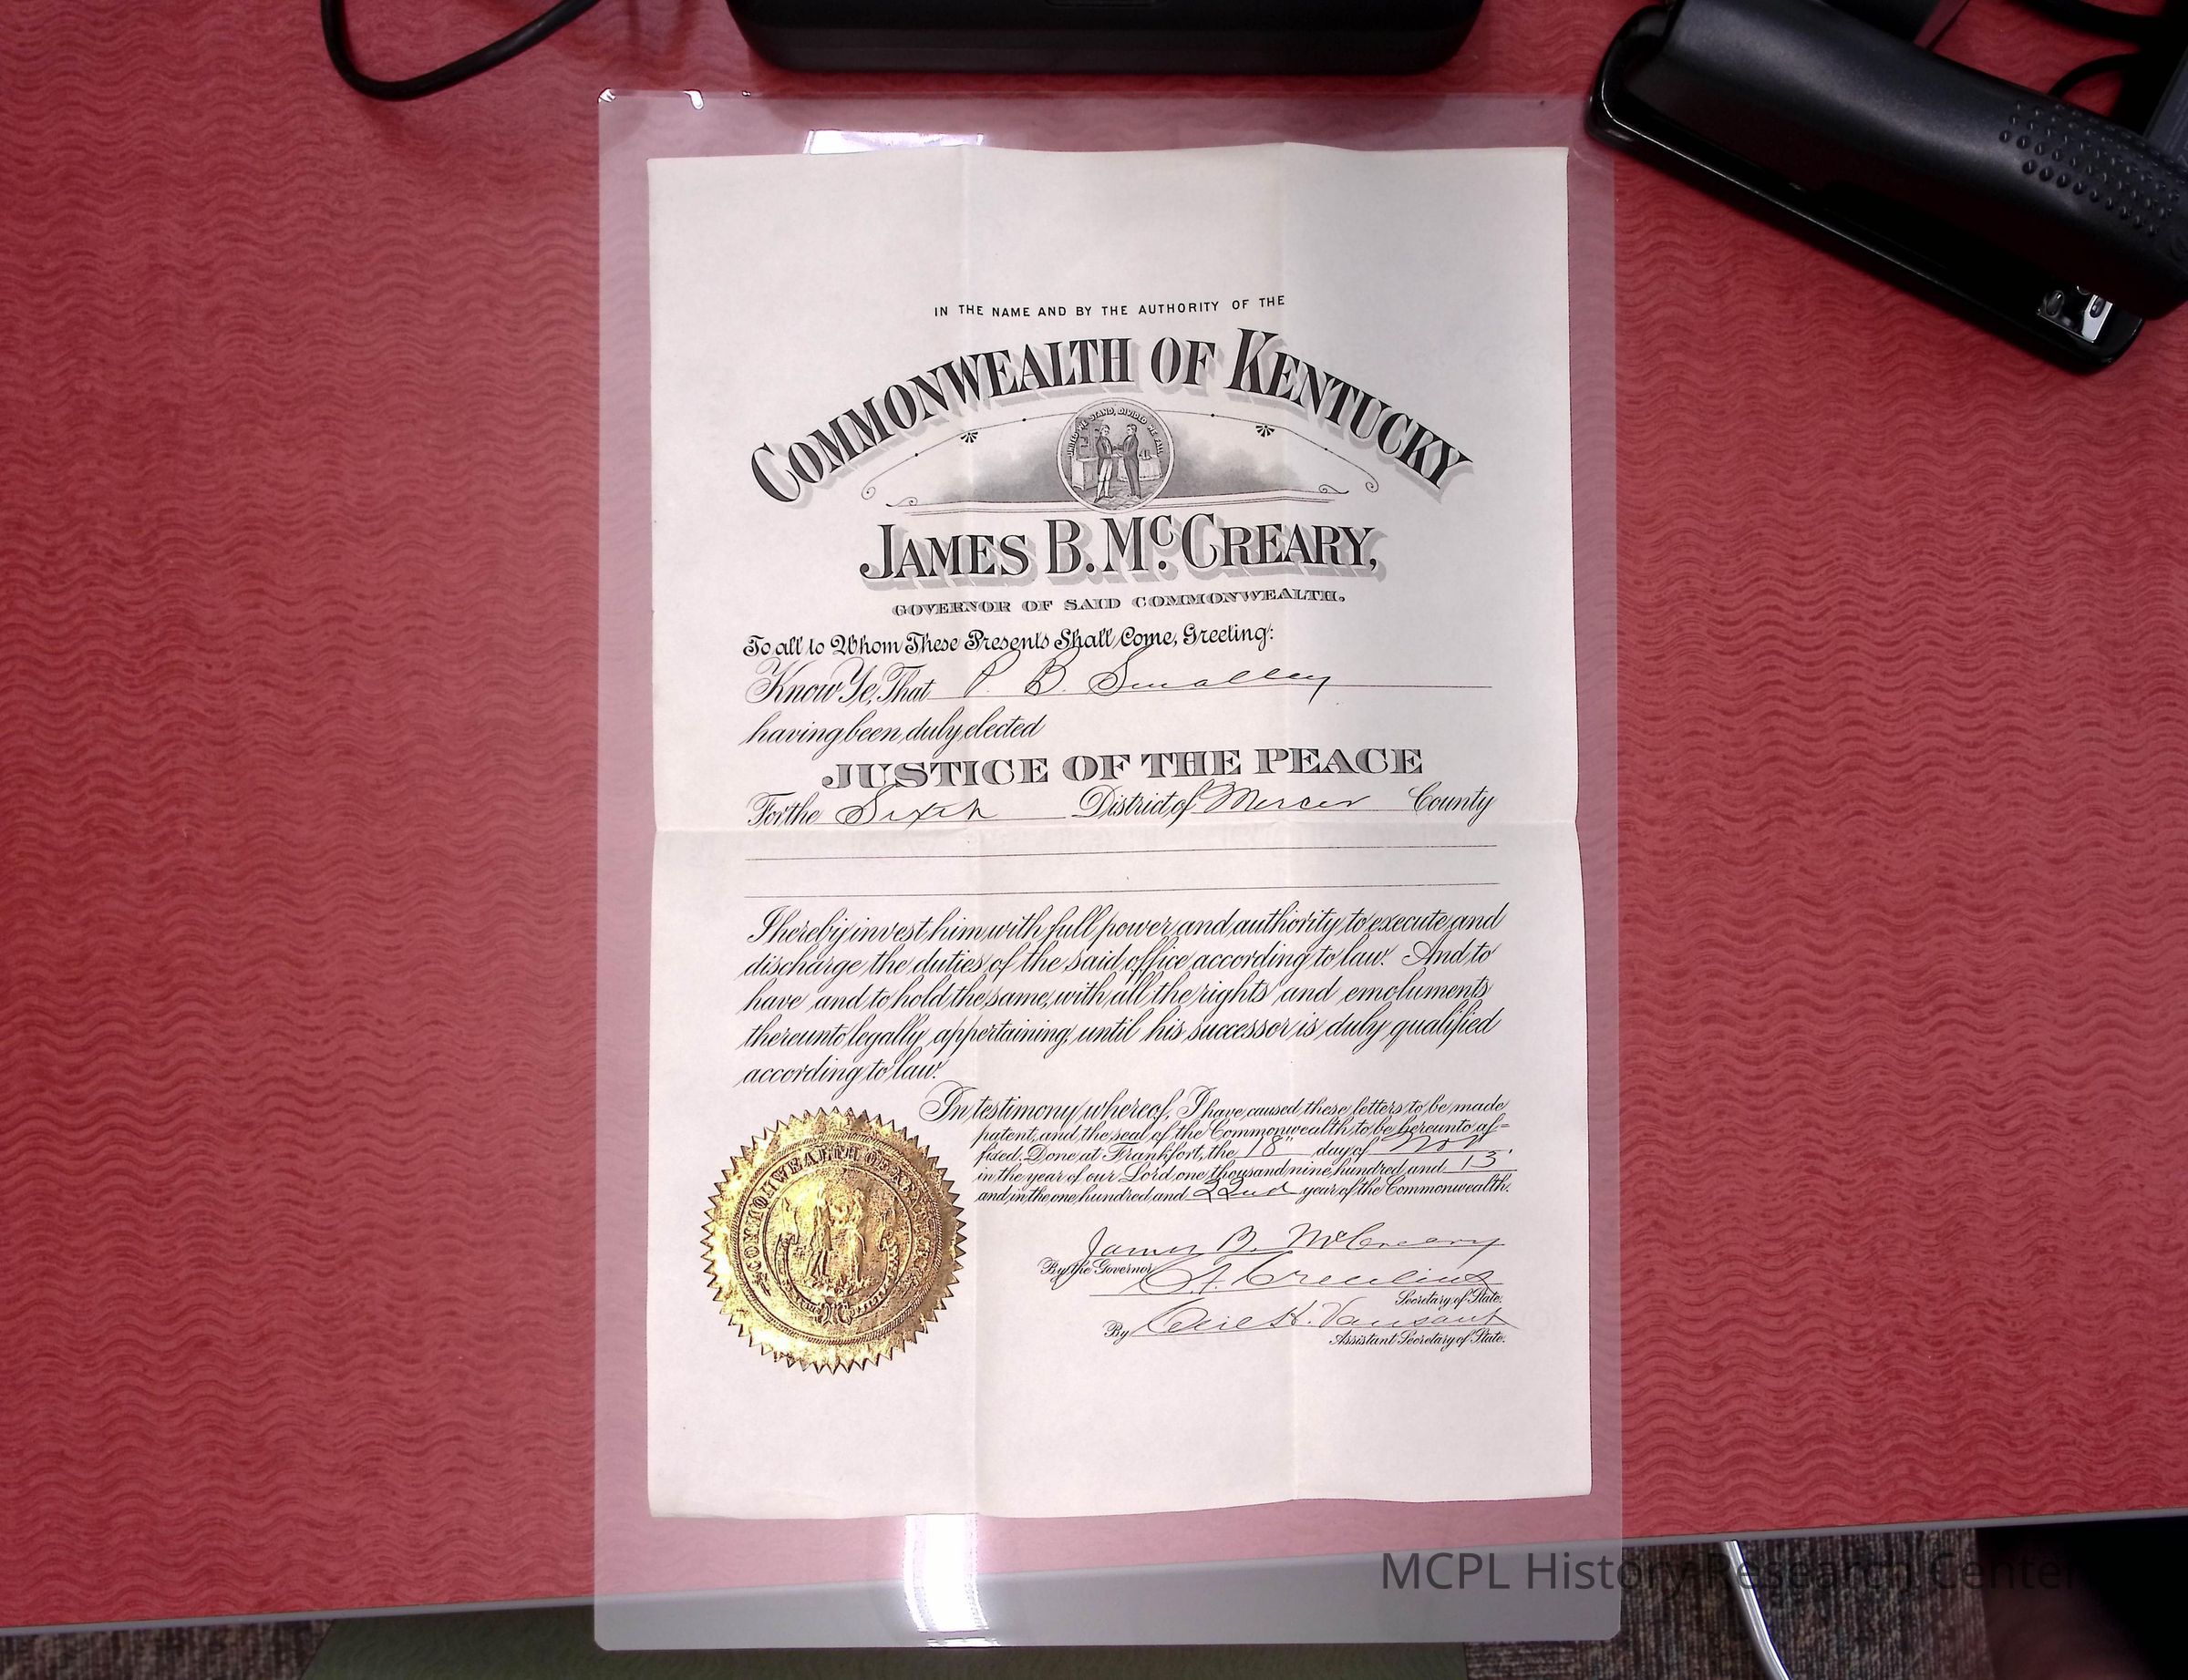 IN THE NAME AND BY THE AUTHORITY OF THE
COMMONWEALTH OF KENTUCKY
UNITED WE STAND, DIVIDED WE FALL
JAMES B. McCREARY,
GOVERNOR OF SAID COMMONWEALTH.
To all to Whom These Presents Shall Come, Greeting:
Know Ye, That P. B. Smalley
having been duly elected
JUSTICE OF THE PEACE
For the Sixth District of Mercer County
I hereby invest him with full power and authority to execute and
discharge the duties of the said office according to law. And to
have and to hold the same, with all the rights and emoluments
thereunto legally appertaining, until his successor is duly qualified
according to law.
In testimony whereof, I have caused these letters to be made
patent, and the seal of the Commonwealth to be hereunto af-
fixed. Done at Frankfort, the 18" day of Nov
in the year of our Lord one thousand nine hundred and 13.
and in the one hundred and 22nd year of the Commonwealth.
James B. McCreary
By the Governor C. F. Crecelius
Secretary of State.
By Cecil H. Vansant
Assistant Secretary of State.
COMMONWEALTH OF KENTUCKY
MCPL History Research Center